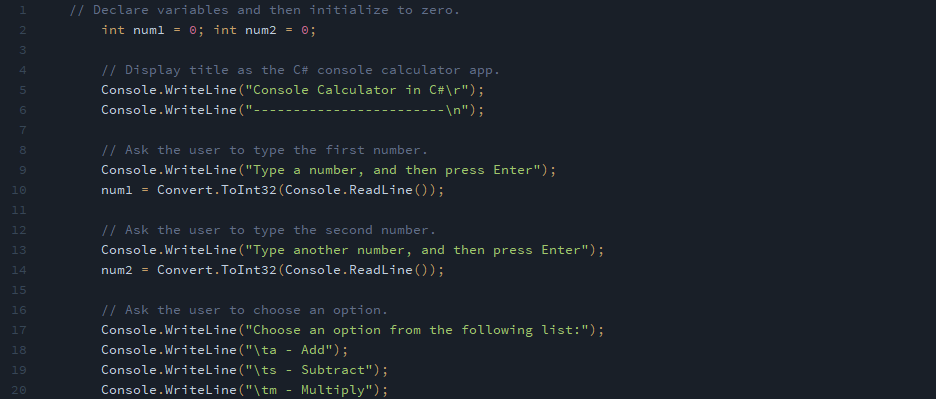 1 // Declare variables and then initialize to zero.
2 int num1 = 0; int num2 = 0;
3
4 // Display title as the C# console calculator app.
5 Console.WriteLine("Console Calculator in C#\r");
6 Console.WriteLine("------------------------\n");
7
8 // Ask the user to type the first number.
9 Console.WriteLine("Type a number, and then press Enter");
10 num1 = Convert.ToInt32(Console.ReadLine());
11
12 // Ask the user to type the second number.
13 Console.WriteLine("Type another number, and then press Enter");
14 num2 = Convert.ToInt32(Console.ReadLine());
15
16 // Ask the user to choose an option.
17 Console.WriteLine("Choose an option from the following list:");
18 Console.WriteLine("\ta - Add");
19 Console.WriteLine("\ts - Subtract");
20 Console.WriteLine("\tm - Multiply");